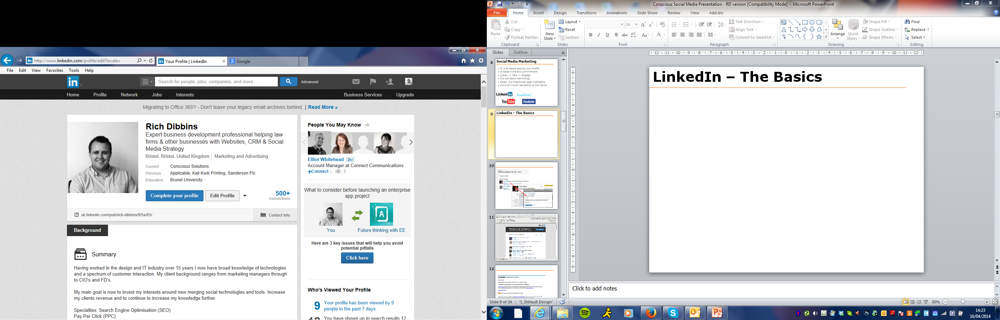 http://www.linkedin.com/profile/edit?locale=
Your Profile | LinkedIn
Google
File Edit View Favorites Tools Help
in
Search for people, jobs, companies, and more...
Advanced
Home Profile Network Jobs Interests
Business Services Upgrade
Migrating to Office 365? - Don't leave your legacy email archives behind. | Read More »
Rich Dibbins
Expert business development professional helping law
firms & other businesses with Websites, CRM & Social
Media Strategy
Bristol, Bristol, United Kingdom | Marketing and Advertising
Current Conscious Solutions
Previous Applicable, Kall Kwik Printing, Sanderson Plc
Education Brunel University
Complete your profile
Edit Profile
500+
connections
uk.linkedin.com/pub/rich-dibbins/9/5a/83/
Contact Info
Background
Summary
Having worked in the design and IT industry over 15 years I now have broad knowledge of technologies
and a spectrum of customer interaction. My client background ranges from marketing managers through
to CIO's and FD's.
My main goal is now to invest my interests around new merging social technologies and tools. Increase
my clients revenue and to continue to increase my knowledge further.
Specialties: Search Engine Optimisation (SEO)
Pay Per Click (PPC)
People You May Know
Elliot Whitehead 2nd
Account Manager at Connect Communications
+Connect • 3
What to consider before launching an enterprise
app project
A
You
Future thinking with EE
Here are 3 key issues that will help you avoid
potential pitfalls
Click here
Who's Viewed Your Profile
9 Your profile has been viewed by 9
people in the past 7 days.
You have shown up in search results 12
Conscious Social Media Presentation - RD version [Compatibility Mode] - Microsoft PowerPoint
File Home Insert Design Transitions Animations Slide Show Review View Add-Ins
Paste
Cut
Copy
Format Painter
Clipboard
New
Slide
Layout
Reset
Section
Slides
24
Font
Text Direction
Align Text
Convert to SmartArt
Paragraph
Arrange
Quick
Styles
Shape Fill
Shape Outline
Shape Effects
Drawing
Find
Replace
Select
Editing
Slides Outline
8
Social Media Marketing
• It's all about raising your profile
• It takes time and commitment
• Listen -> Talk -> Engage
• It's not about technology
• Relax: it's traditional legal marketing
• Word of mouth reputation is the result
Linked in
twitter
YouTube
facebook
9
LinkedIn – The Basics
10
Network Updates, Dec 28 - Jan 4
11
12
LinkedIn Network Update
LinkedIn – The Basics
Click to add notes
Slide 9 of 34
"1_Default Design"
80%
14:23
16/04/2014